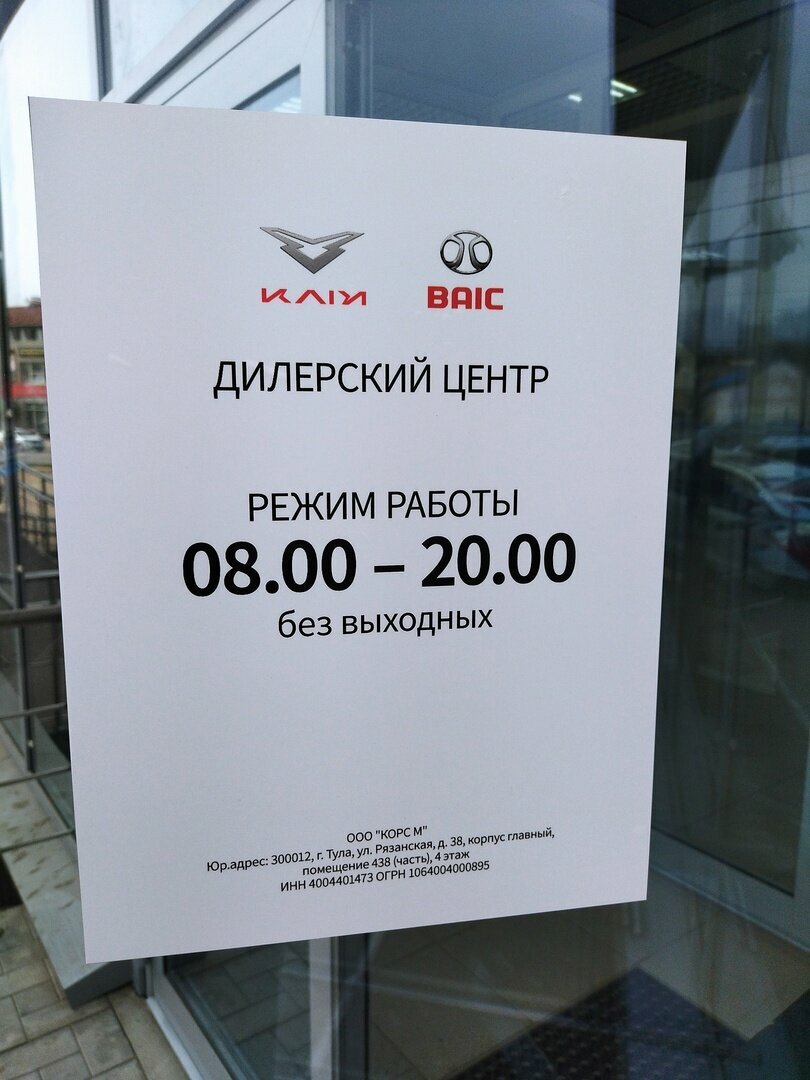 KAIYI BAIC
ДИЛЕРСКИЙ ЦЕНТР
РЕЖИМ РАБОТЫ
08.00 – 20.00
без выходных
ООО "КОРС М"
Юр.адрес: 300012, г. Тула, ул. Рязанская, д. 38, корпус главный,
помещение 438 (часть), 4 этаж
ИНН 4004401473 ОГРН 1064004000895